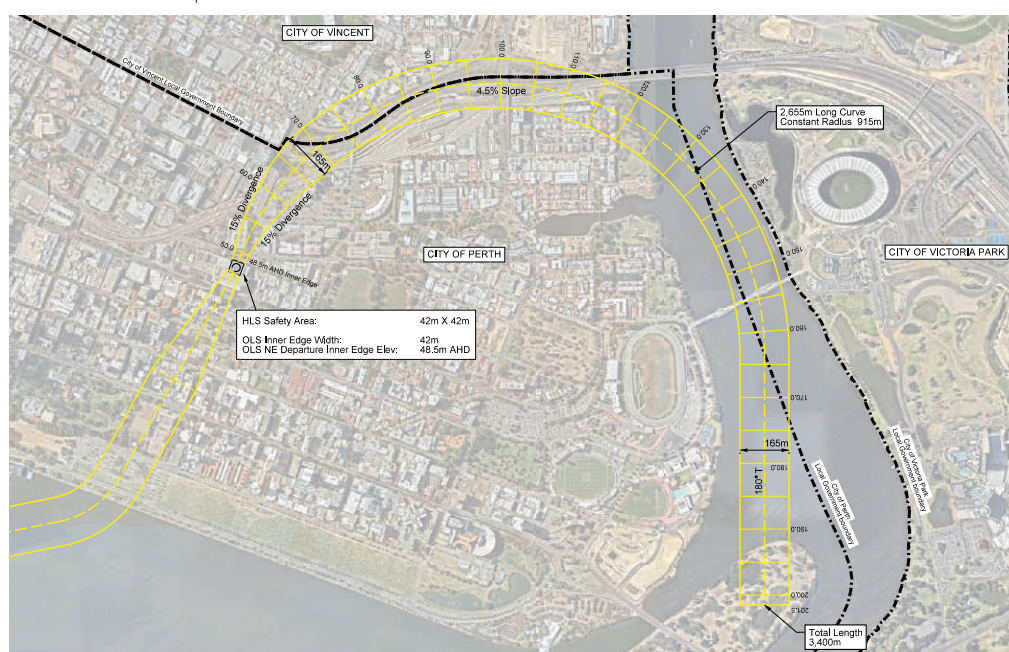 CITY OF VINCENT
City of Vincent Local Government Boundary
50.0
60.0
70.0
80.0
90.0
100.0
110.0
120.0
130.0
140.0
150.0
160.0
170.0
180.0
190.0
200.0
201.5
4.5% Slope
2,655m Long Curve
Constant Radius 915m
165m
15% Divergence
15% Divergence
CITY OF PERTH
CITY OF VICTORIA PARK
48.5m AHD Inner Edge
HLS Safety Area: 42m X 42m
OLS Inner Edge Width: 42m
OLS NE Departure Inner Edge Elev: 48.5m AHD
165m
180° T
City of Perth
Local Government boundary
City of Victoria Park
Local Government boundary
Total Length
3,400m